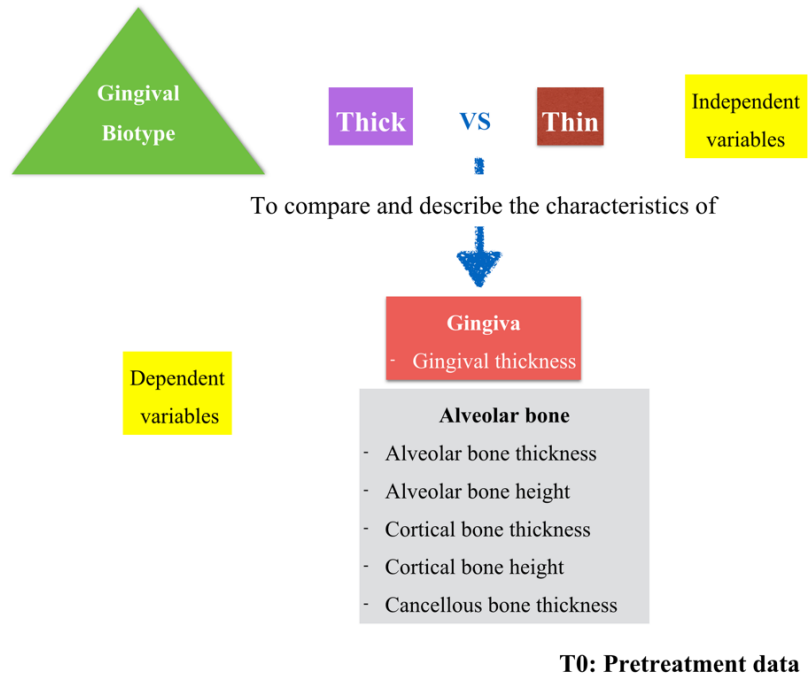 Gingival
Biotype
Thick
VS
Thin
Independent
variables
To compare and describe the characteristics of
Gingiva
- Gingival thickness
Dependent
variables
Alveolar bone
- Alveolar bone thickness
- Alveolar bone height
- Cortical bone thickness
- Cortical bone height
- Cancellous bone thickness
T0: Pretreatment data